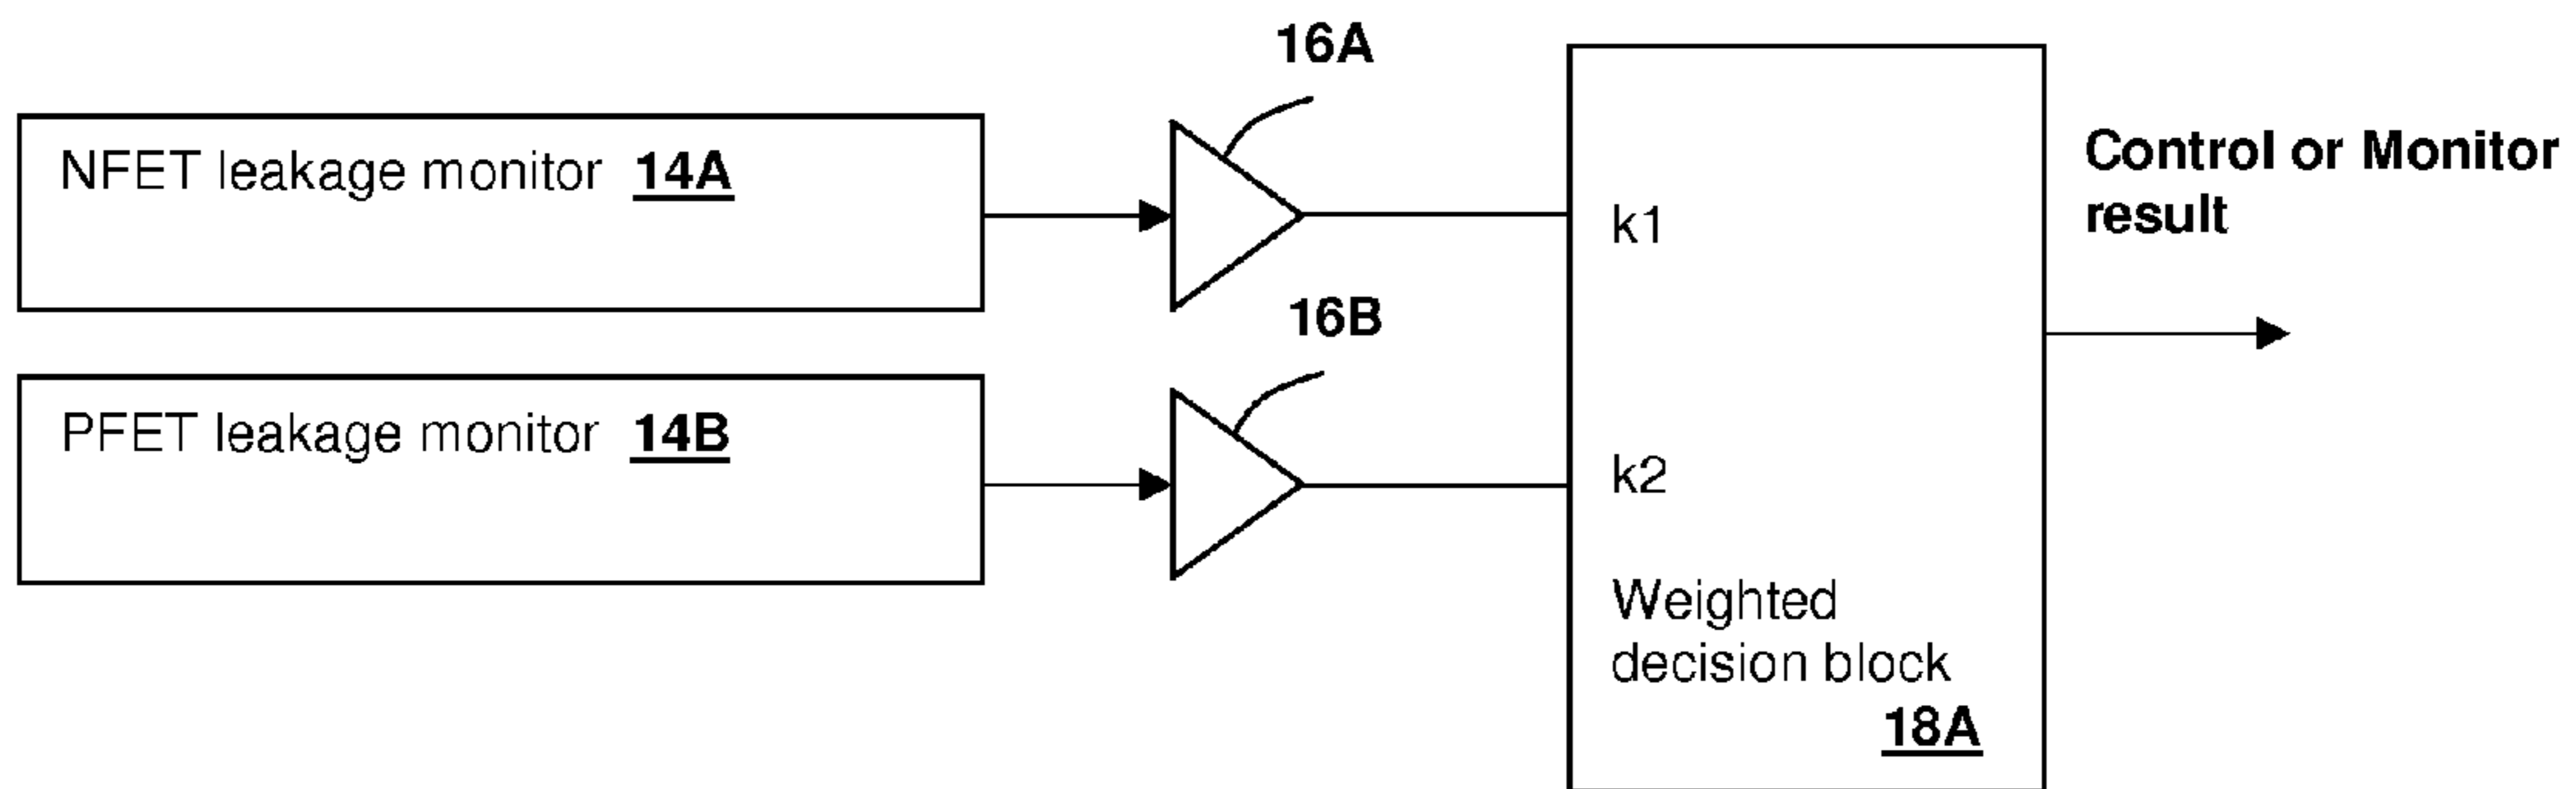 16A
NFET leakage monitor 14A
Control or Monitor
result
k1
16B
PFET leakage monitor 14B
k2
Weighted
decision block
18A